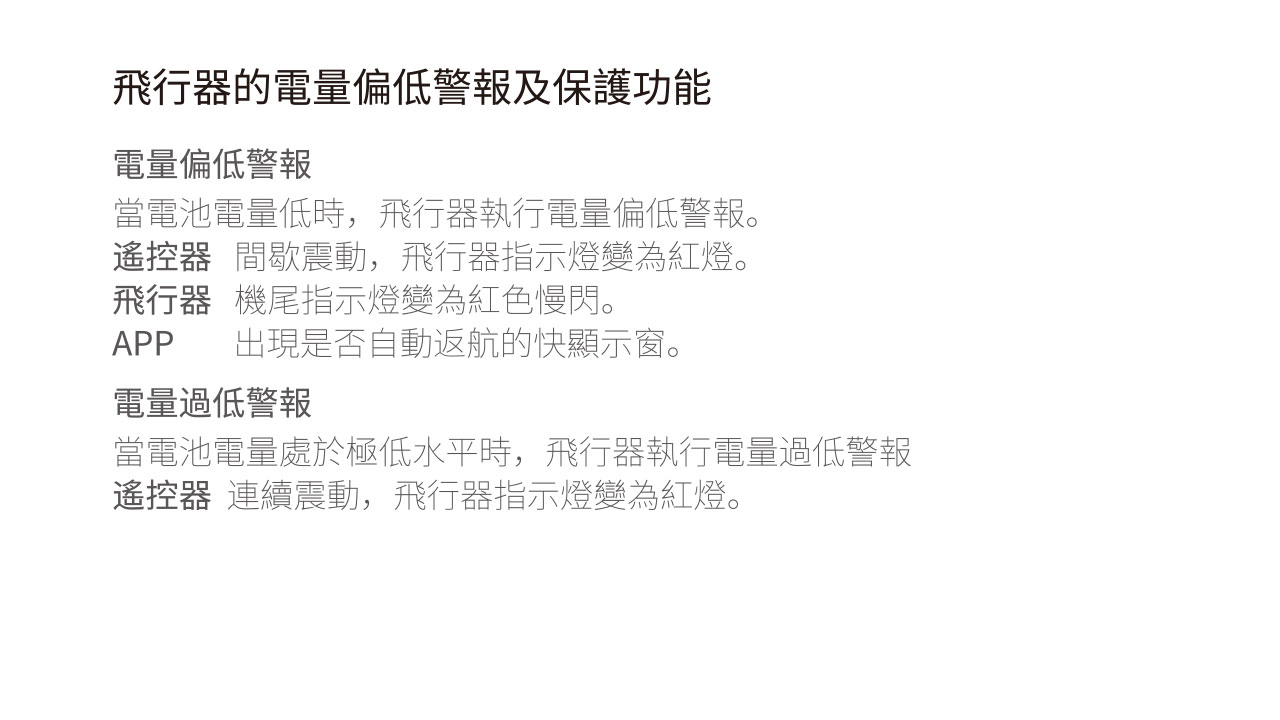 飛行器的電量偏低警報及保護功能
電量偏低警報
當電池電量低時，飛行器執行電量偏低警報。
遙控器 間歇震動，飛行器指示燈變為紅燈。
飛行器 機尾指示燈變為紅色慢閃。
APP 出現是否自動返航的快顯示窗。
電量過低警報
當電池電量處於極低水平時，飛行器執行電量過低警報
遙控器 連續震動，飛行器指示燈變為紅燈。